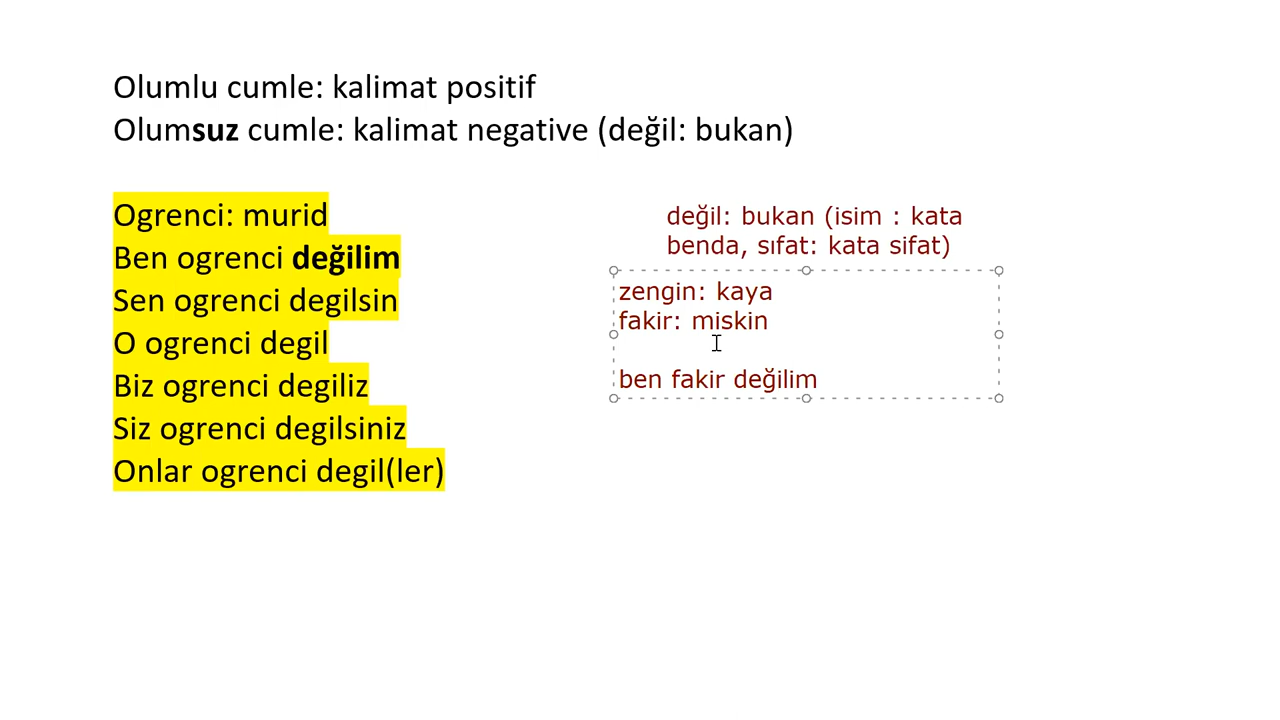 Olumlu cumle: kalimat positif
Olumsuz cumle: kalimat negative (değil: bukan)
Ogrenci: murid
Ben ogrenci değilim
Sen ogrenci degilsin
O ogrenci degil
Biz ogrenci degiliz
Siz ogrenci degilsiniz
Onlar ogrenci degil(ler)
değil: bukan (isim : kata
benda, sıfat: kata sifat)
zengin: kaya
fakir: miskin
ben fakir değilim